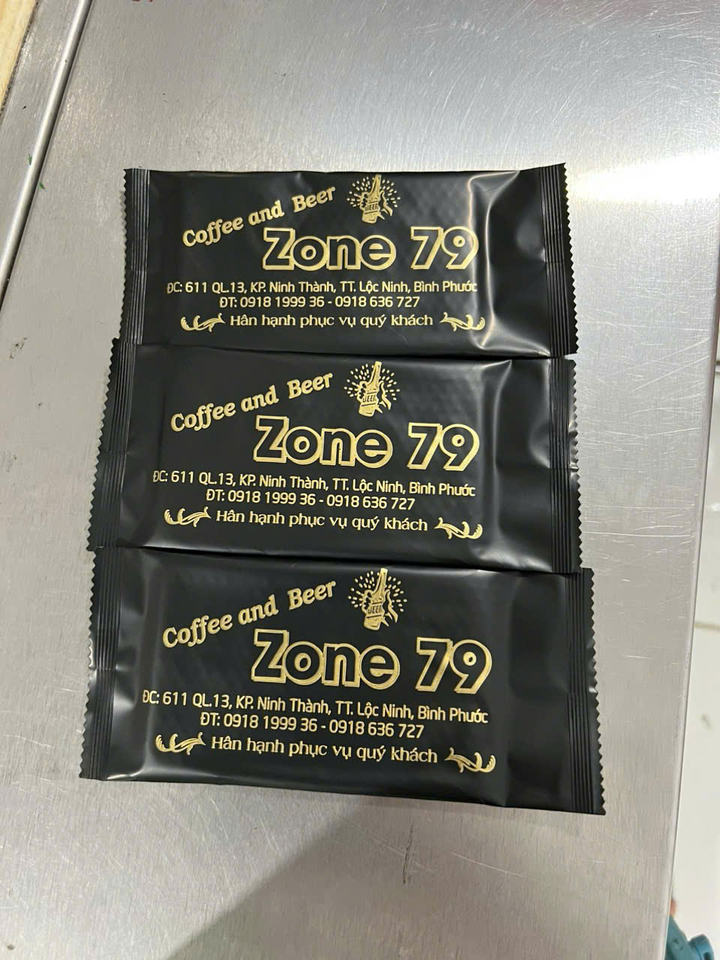 Coffee and Beer
BEER
Zone 79
ĐC: 611 QL.13, KP. Ninh Thành, TT. Lộc Ninh, Bình Phước
ĐT: 0918 1999 36 - 0918 636 727
Hân hạnh phục vụ quý khách
Coffee and Beer
BEER
Zone 79
ĐC: 611 QL.13, KP. Ninh Thành, TT. Lộc Ninh, Bình Phước
ĐT: 0918 1999 36 - 0918 636 727
Hân hạnh phục vụ quý khách
Coffee and Beer
BEER
Zone 79
ĐC: 611 QL.13, KP. Ninh Thành, TT. Lộc Ninh, Bình Phước
ĐT: 0918 1999 36 - 0918 636 727
Hân hạnh phục vụ quý khách